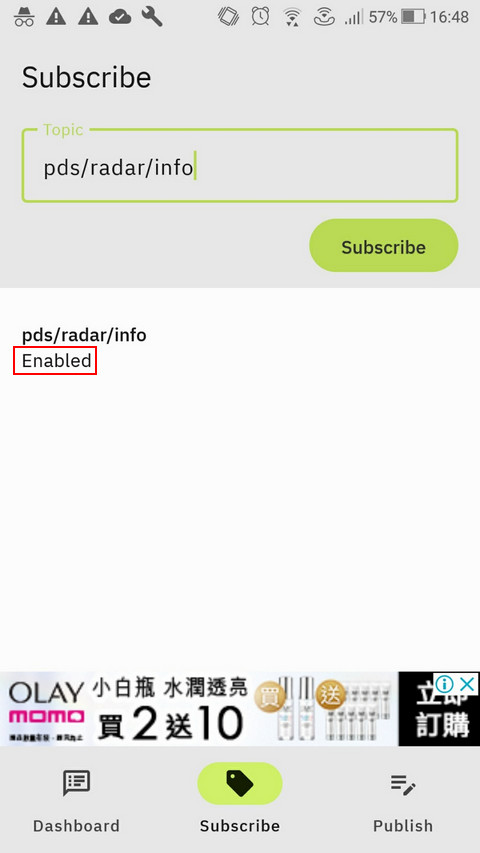 57% 16:48
Subscribe
Topic
pds/radar/info
Subscribe
pds/radar/info
Enabled
OLAY
momo
小白瓶 水潤透亮
買2送10
買
送
立即
訂購
Dashboard
Subscribe
Publish